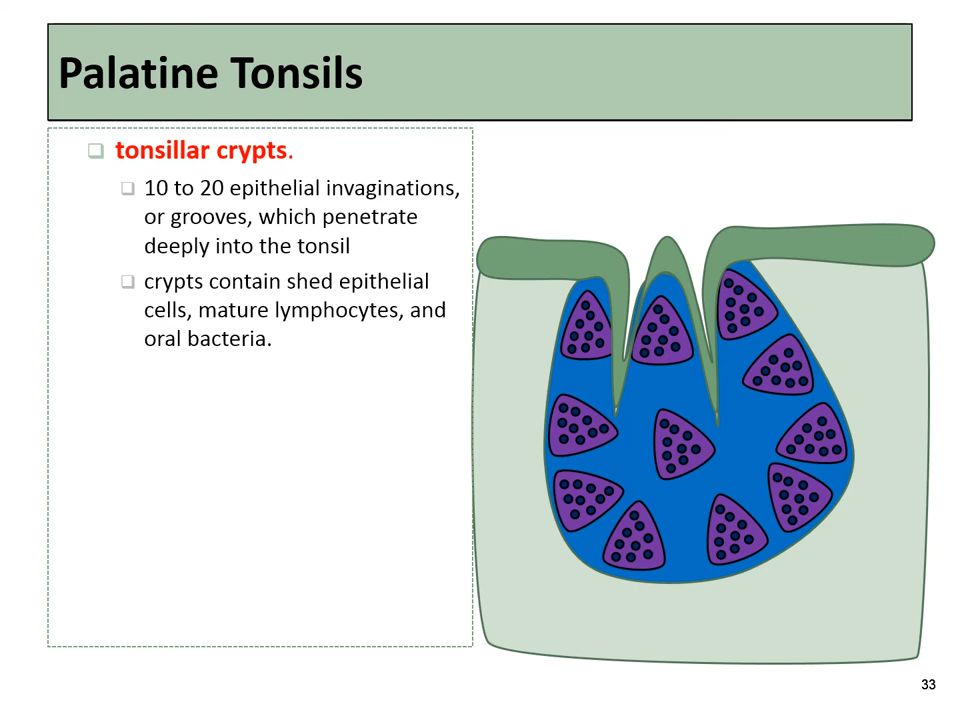 Palatine Tonsils
tonsillar crypts.
10 to 20 epithelial invaginations,
or grooves, which penetrate
deeply into the tonsil
crypts contain shed epithelial
cells, mature lymphocytes, and
oral bacteria.
33